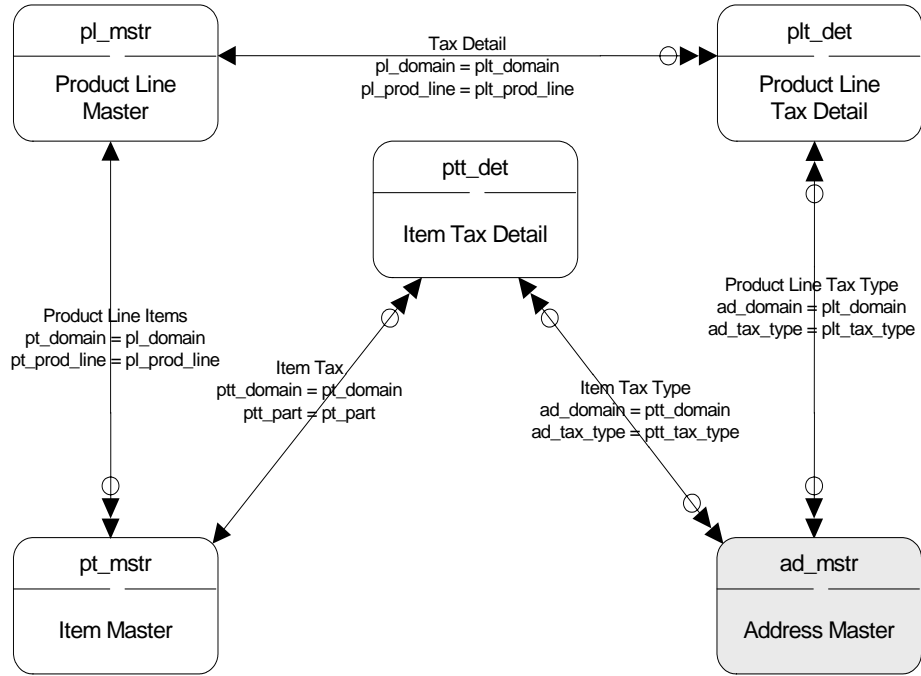 pl_mstr
Product Line
Master
Tax Detail
pl_domain = plt_domain
pl_prod_line = plt_prod_line
plt_det
Product Line
Tax Detail
ptt_det
Item Tax Detail
Product Line Items
pt_domain = pl_domain
pt_prod_line = pl_prod_line
Item Tax
ptt_domain = pt_domain
ptt_part = pt_part
Item Tax Type
ad_domain = ptt_domain
ad_tax_type = ptt_tax_type
Product Line Tax Type
ad_domain = plt_domain
ad_tax_type = plt_tax_type
pt_mstr
Item Master
ad_mstr
Address Master